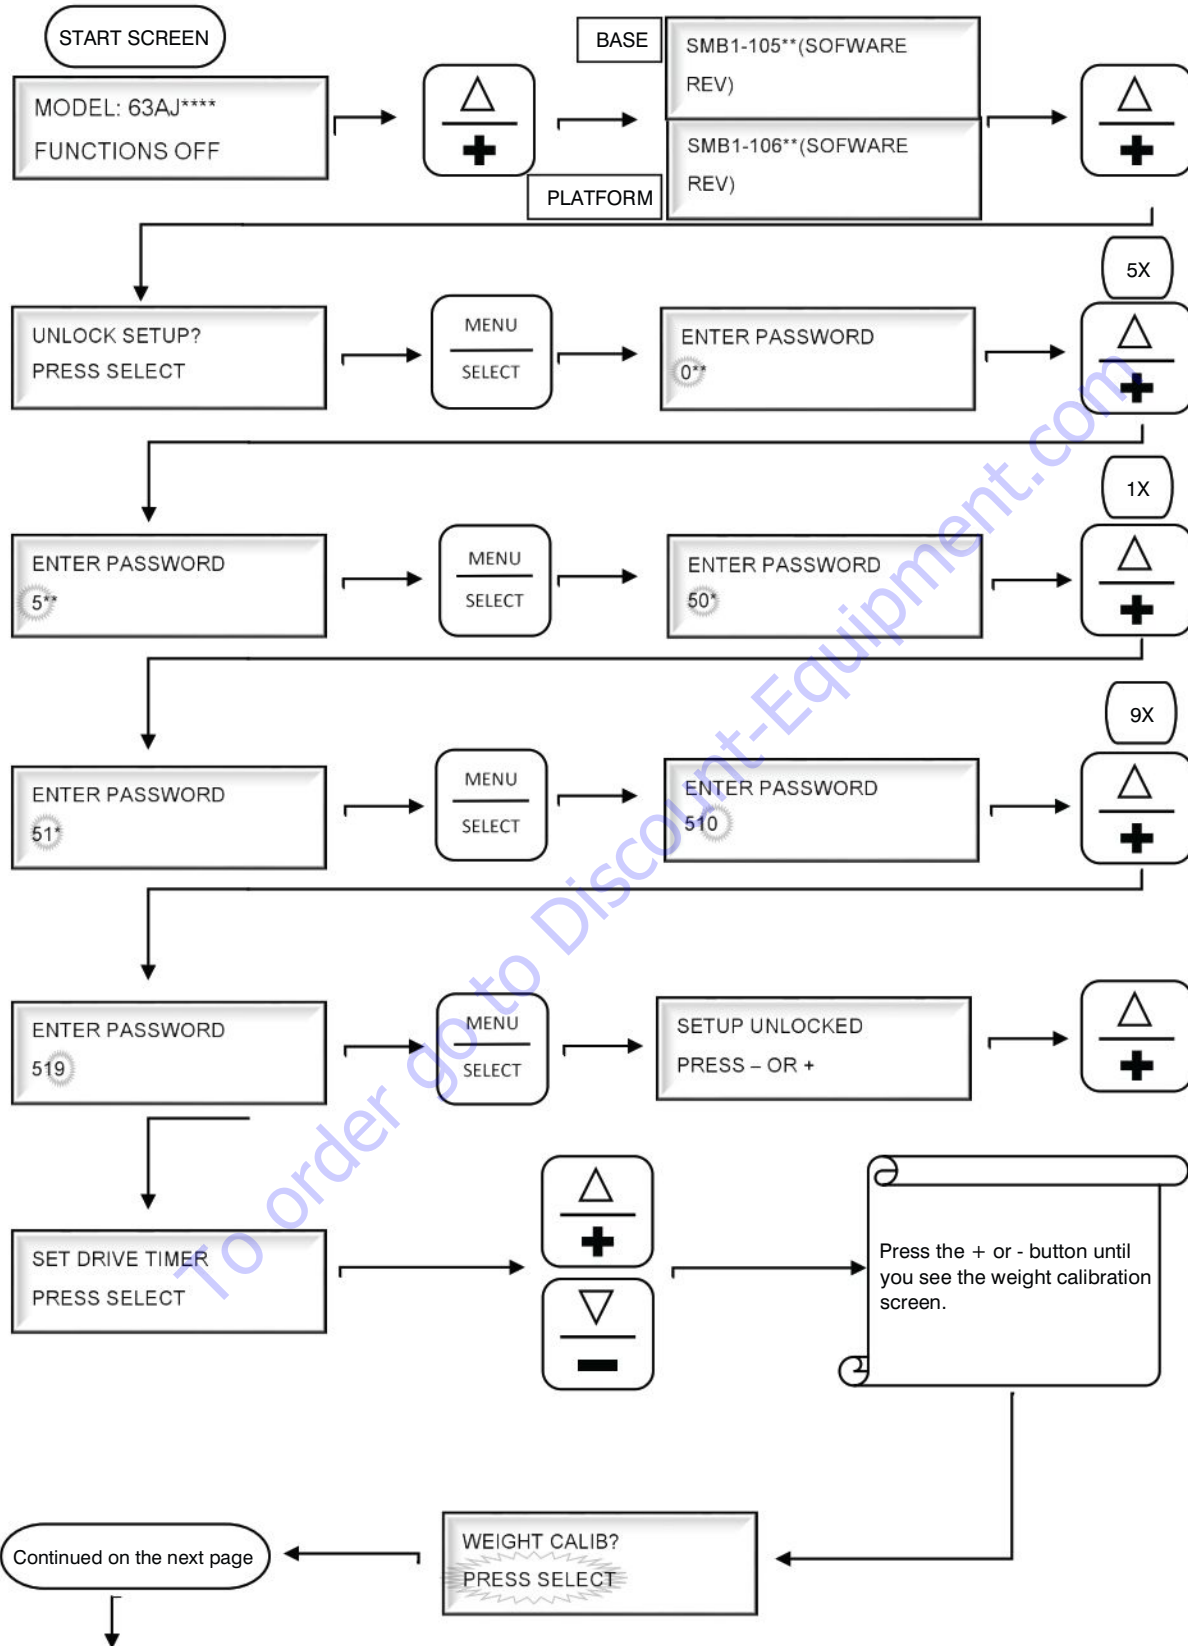 START SCREEN
MODEL: 63AJ****
FUNCTIONS OFF
BASE
SMB1-105**(SOFWARE
REV)
PLATFORM
SMB1-106**(SOFWARE
REV)
UNLOCK SETUP?
PRESS SELECT
MENU
SELECT
ENTER PASSWORD
0**
5X
ENTER PASSWORD
5**
MENU
SELECT
ENTER PASSWORD
50*
1X
ENTER PASSWORD
51*
MENU
SELECT
ENTER PASSWORD
510
9X
ENTER PASSWORD
519
MENU
SELECT
SETUP UNLOCKED
PRESS – OR +
SET DRIVE TIMER
PRESS SELECT
Press the + or - button until
you see the weight calibration
screen.
WEIGHT CALIB?
PRESS SELECT
Continued on the next page
To order go to Discount-Equipment.com